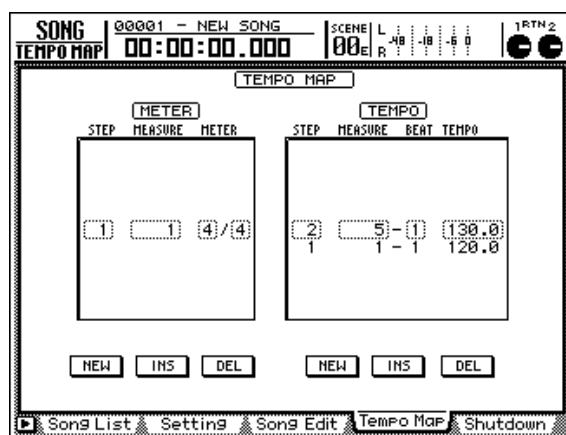 SONG 00001 - NEW SONG SCENE L 1 RTN 2
TEMPO MAP 00:00:00.000 00E R -48 -18 -6 0
TEMPO MAP
METER TEMPO
STEP MEASURE METER STEP MEASURE BEAT TEMPO
1 1 4/4 2 5 - 1 130.0
1 1 - 1 120.0
NEW INS DEL NEW INS DEL
Song List Setting Song Edit Tempo Map Shutdown